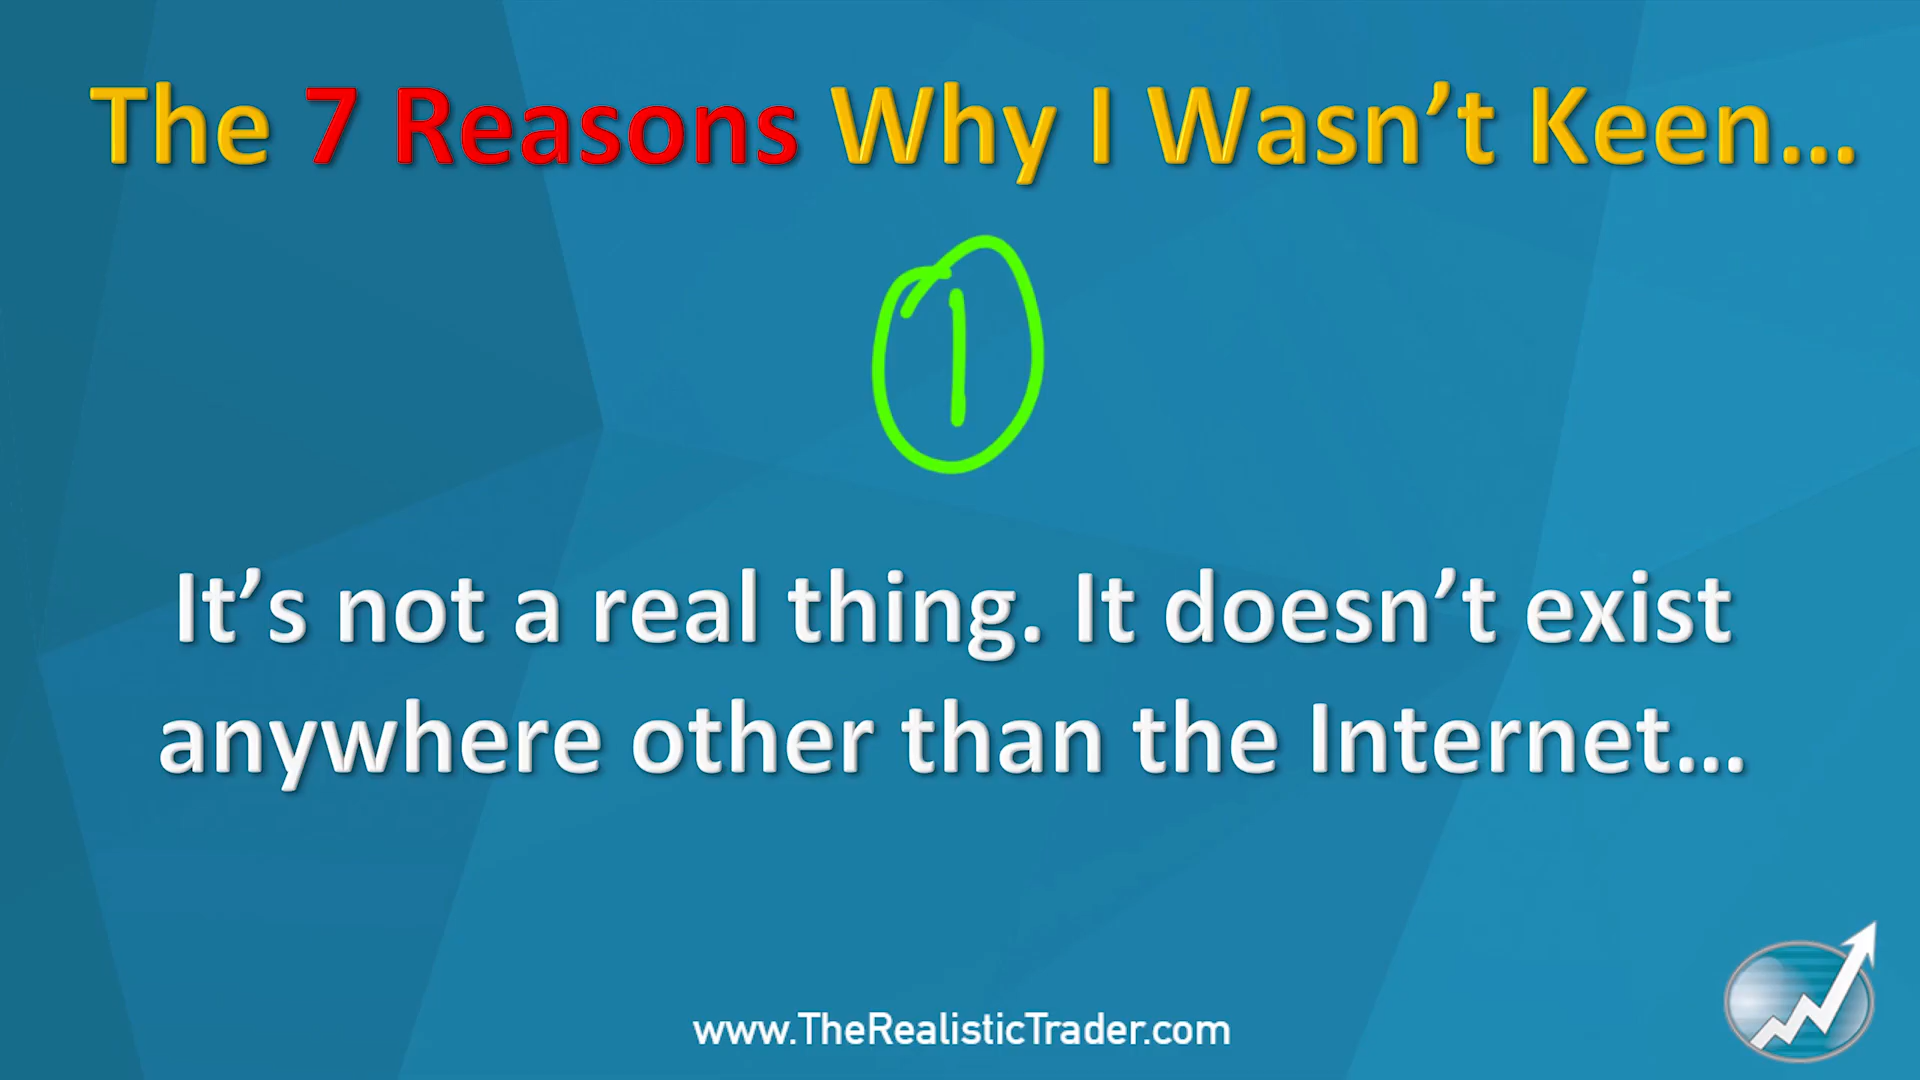 The 7 Reasons Why I Wasn’t Keen...
1
It’s not a real thing. It doesn’t exist
anywhere other than the Internet...
www.TheRealisticTrader.com